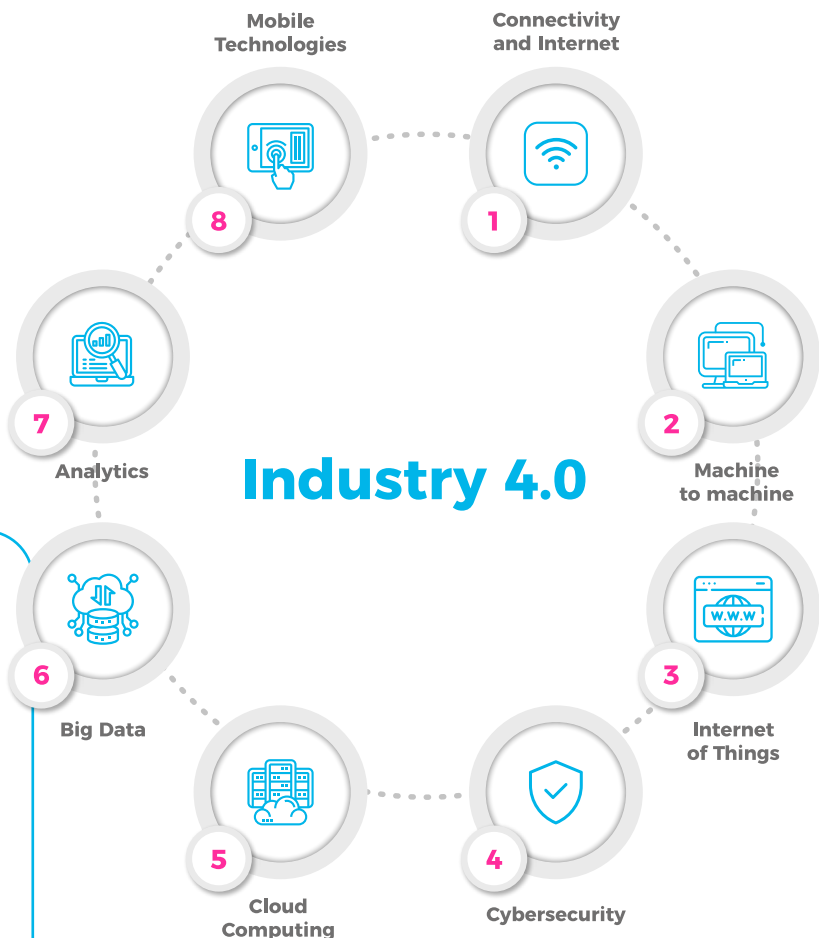 Mobile
Technologies
Connectivity
and Internet
8
1
7
2
Analytics
Industry 4.0
Machine
to machine
W.W.W
6
3
Big Data
Internet
of Things
5
4
Cloud
Computing
Cybersecurity